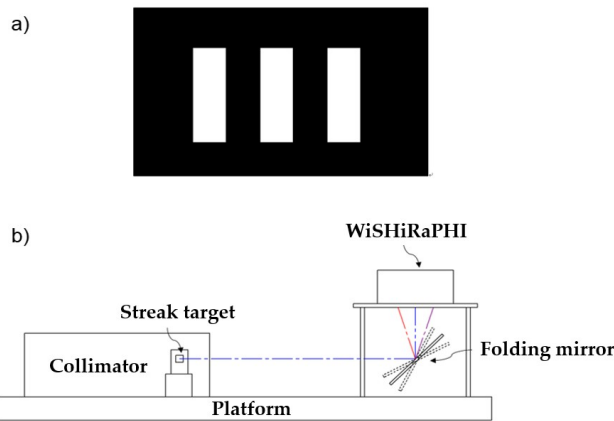 a)
b)
WiSHiRaPHI
Streak target
Collimator
Folding mirror
Platform